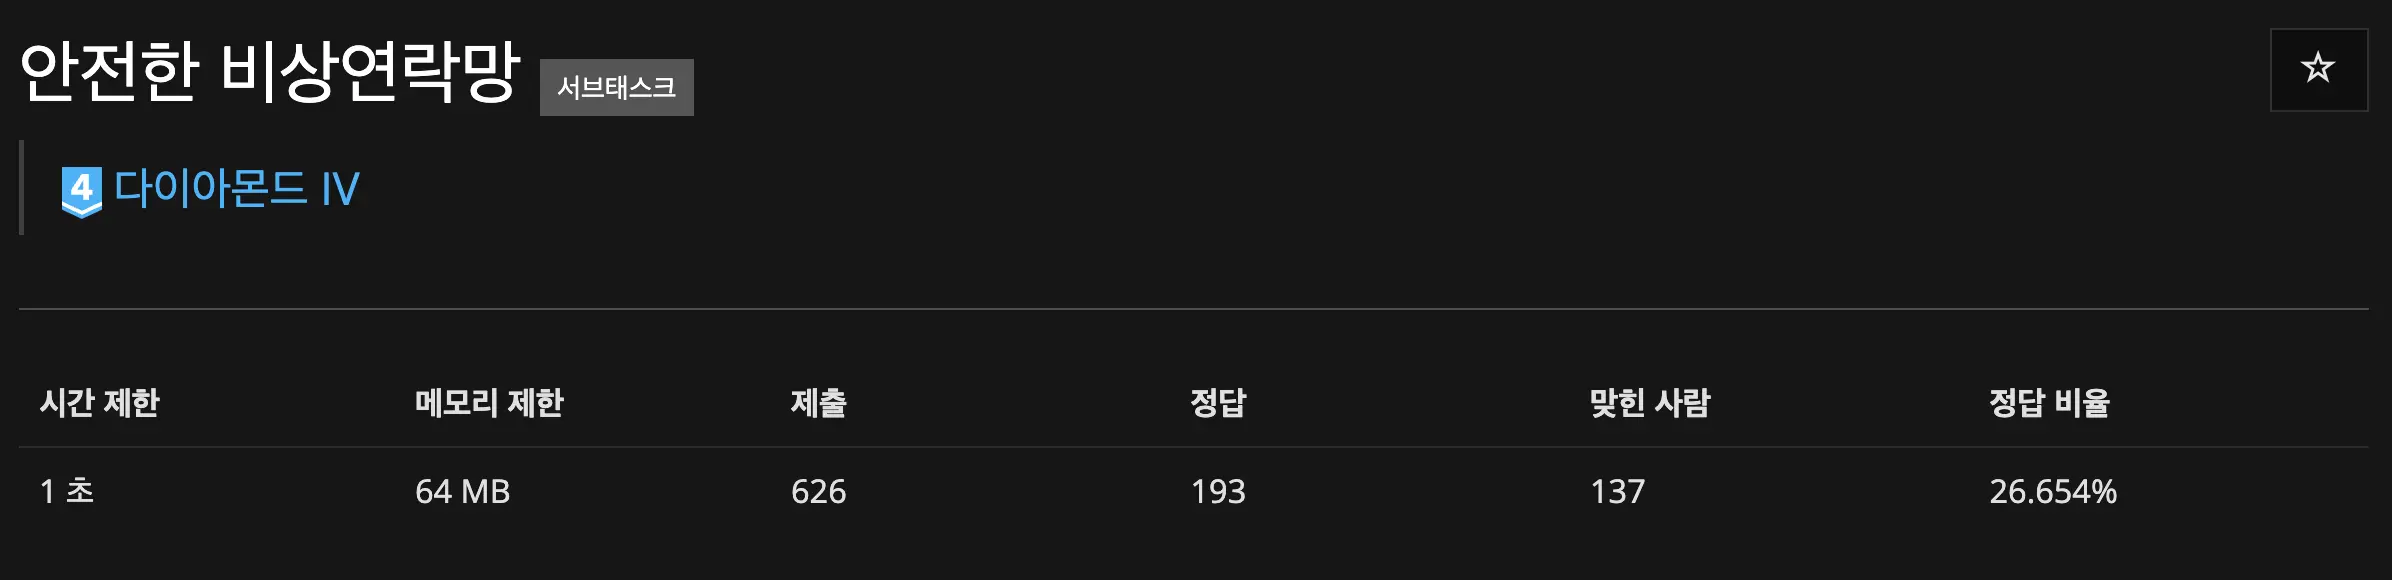 안전한 비상연락망 서브태스크
☆
4 다이아몬드 IV
시간 제한 메모리 제한 제출 정답 맞힌 사람 정답 비율
1 초 64 MB 626 193 137 26.654%